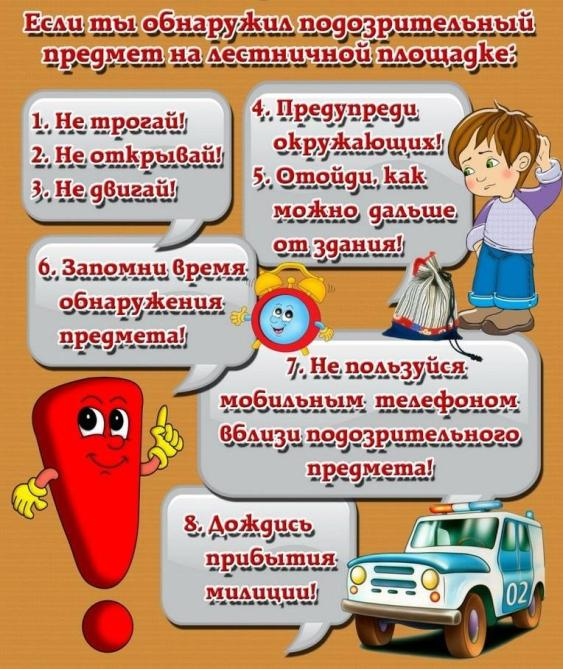 Если ты обнаружил подозрительный
предмет на лестничной площадке:
1. Не трогай!
2. Не открывай!
3. Не двигай!
4. Предупреди
окружающих!
5. Отойди, как
можно дальше
от здания!
6. Запомни время
обнаружения
предмета!
7. Не пользуйся
мобильным телефоном
вблизи подозрительного
предмета!
8. Дождись
прибытия
милиции!
02